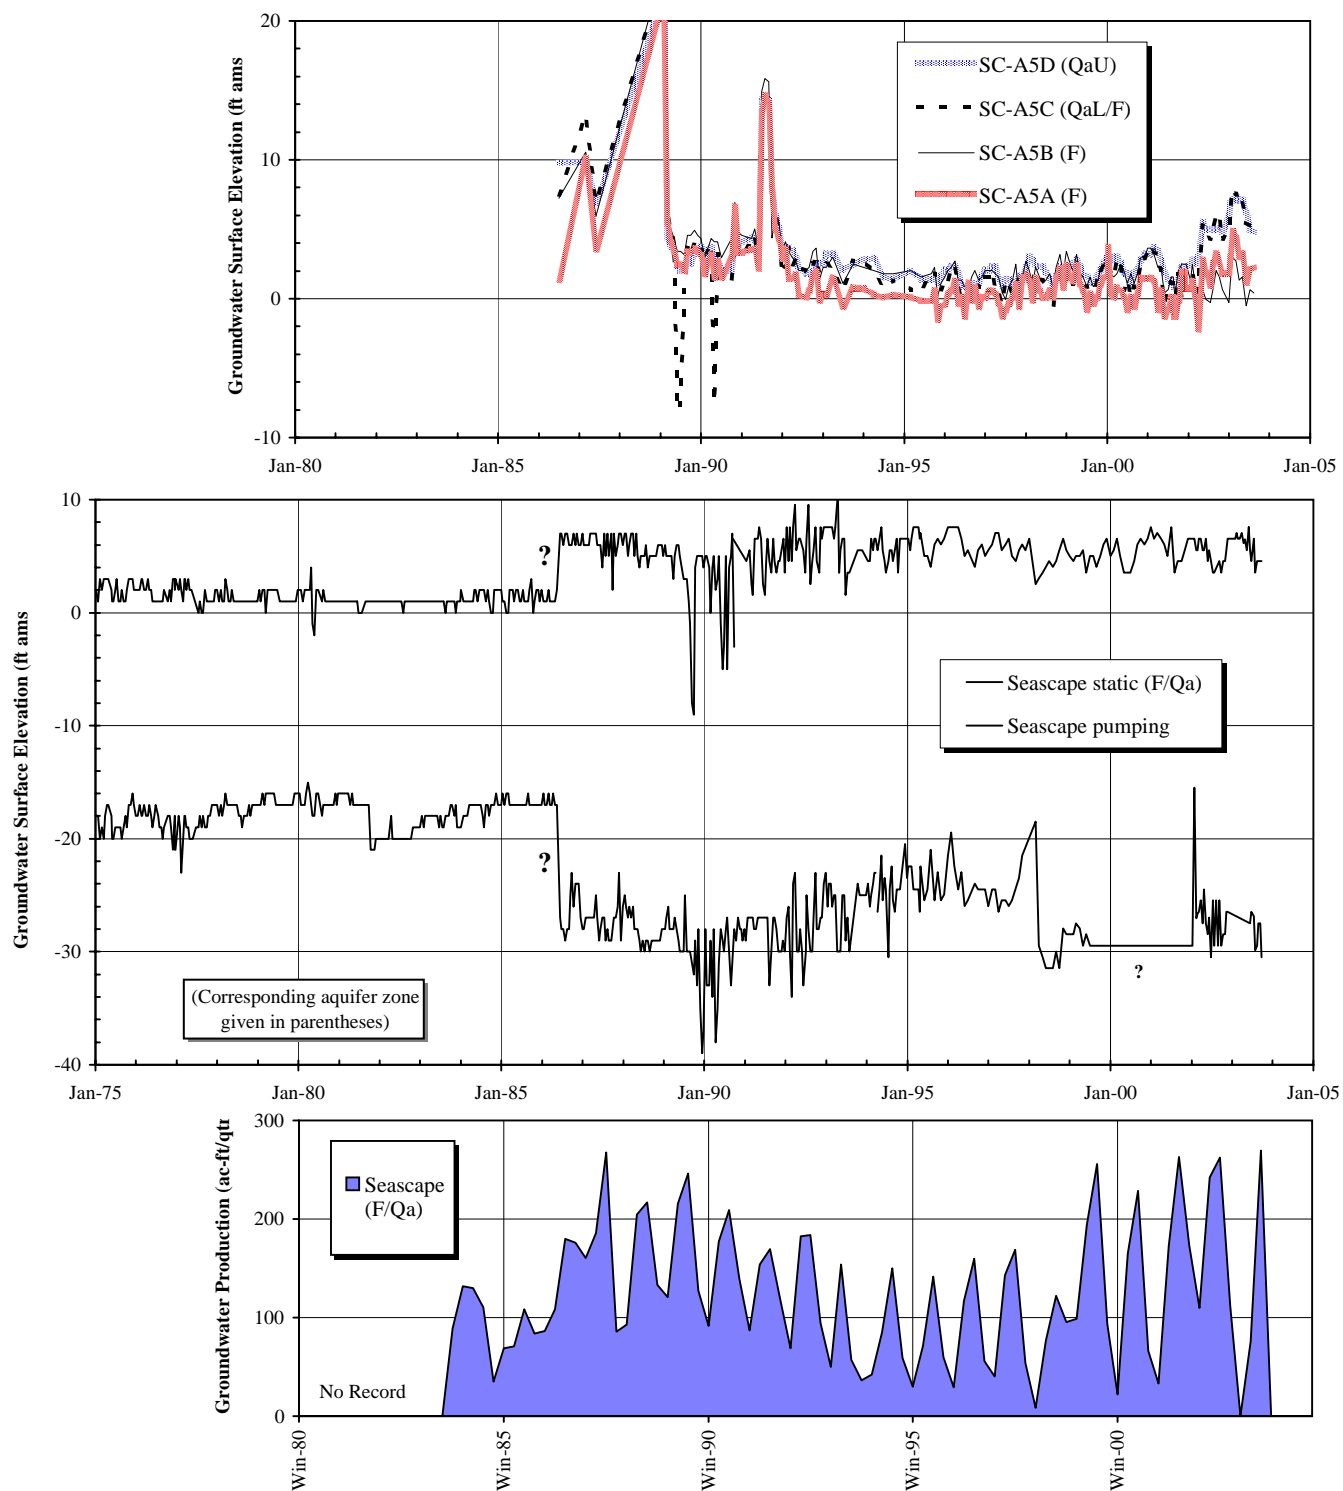 Groundwater Surface Elevation (ft ams
20
10
0
-10
SC-A5D (QaU)
SC-A5C (QaL/F)
SC-A5B (F)
SC-A5A (F)
Jan-80
Jan-85
Jan-90
Jan-95
Jan-00
Jan-05
Groundwater Surface Elevation (ft ams
10
0
-10
-20
-30
-40
?
?
?
Seascape static (F/Qa)
Seascape pumping
(Corresponding aquifer zone
given in parentheses)
Jan-75
Jan-80
Jan-85
Jan-90
Jan-95
Jan-00
Jan-05
Groundwater Production (ac-ft/qtr
300
200
100
0
Seascape
(F/Qa)
No Record
Win-80
Win-85
Win-90
Win-95
Win-00